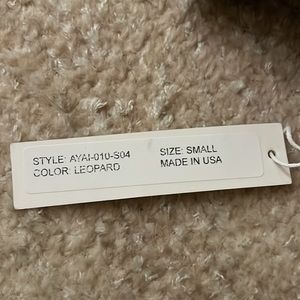 STYLE: AYAI-010-S04 SIZE: SMALL
COLOR: LEOPARD MADE IN USA